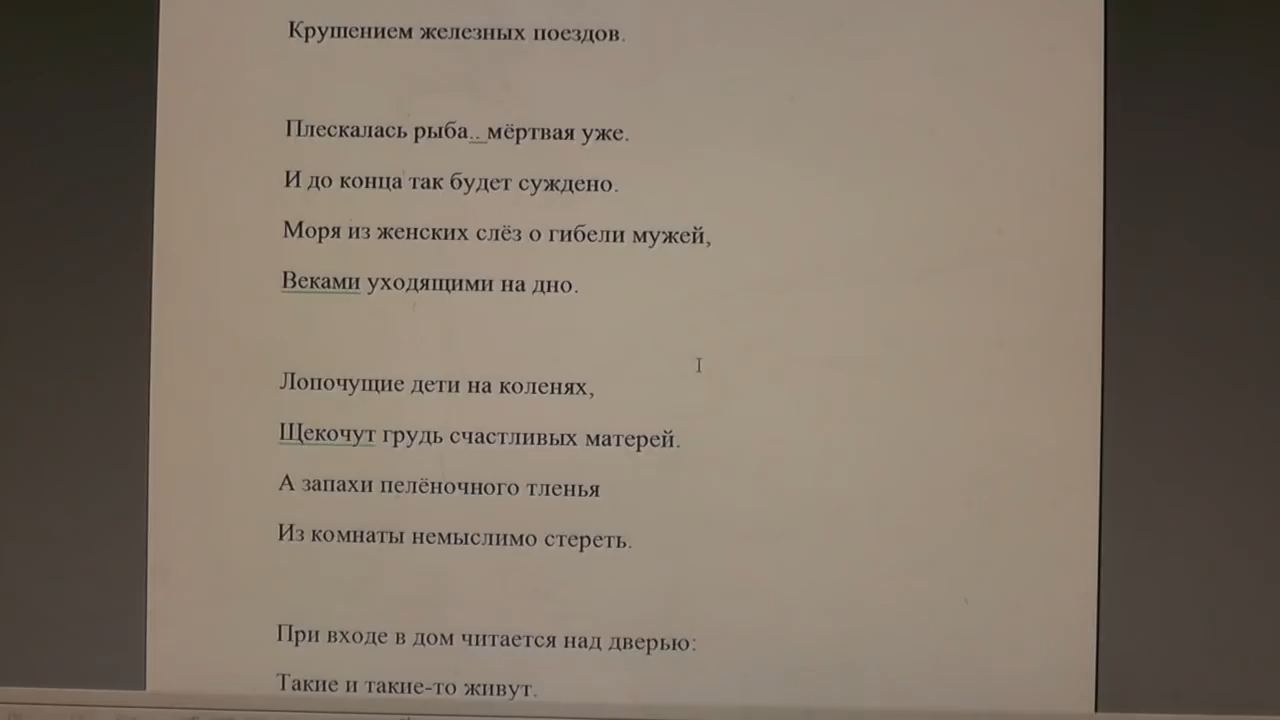 Крушением железных поездов.
Плескалась рыба.. мёртвая уже.
И до конца так будет суждено.
Моря из женских слёз о гибели мужей,
Веками уходящими на дно.
Лопочущие дети на коленях,
Щекочут грудь счастливых матерей.
А запахи пелёночного тленья
Из комнаты немыслимо стереть.
При входе в дом читается над дверью:
Такие и такие-то живут.